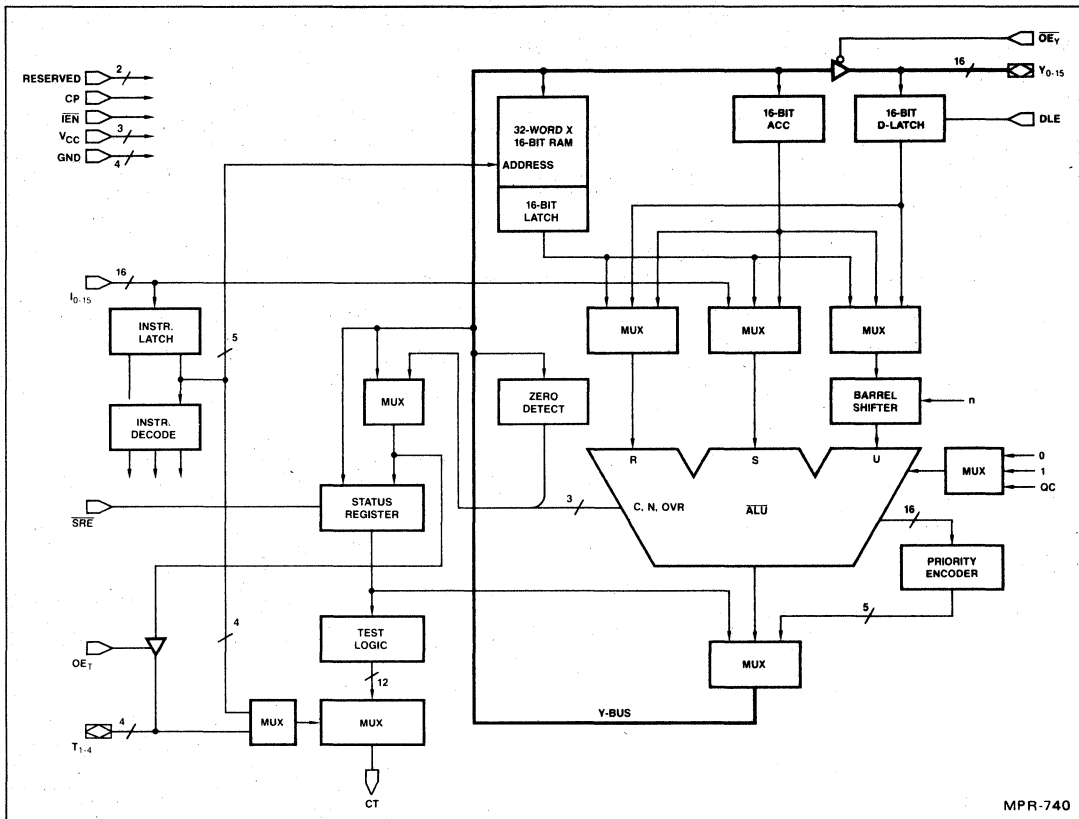 OEY
RESERVED 2
16
Y0-15
CP
IEN
VCC 3
GND 4
32-WORD X
16-BIT RAM
ADDRESS
16-BIT
LATCH
16-BIT
ACC
16-BIT
D-LATCH
DLE
I0-15
16
INSTR.
LATCH
5
MUX
MUX
MUX
MUX
ZERO
DETECT
BARREL
SHIFTER
n
INSTR.
DECODE
R
S
U
MUX
0
1
QC
SRE
STATUS
REGISTER
3
C, N, OVR
ALU
16
PRIORITY
ENCODER
5
OET
4
TEST
LOGIC
12
MUX
T1-4
4
MUX
MUX
Y-BUS
CT
MPR-740